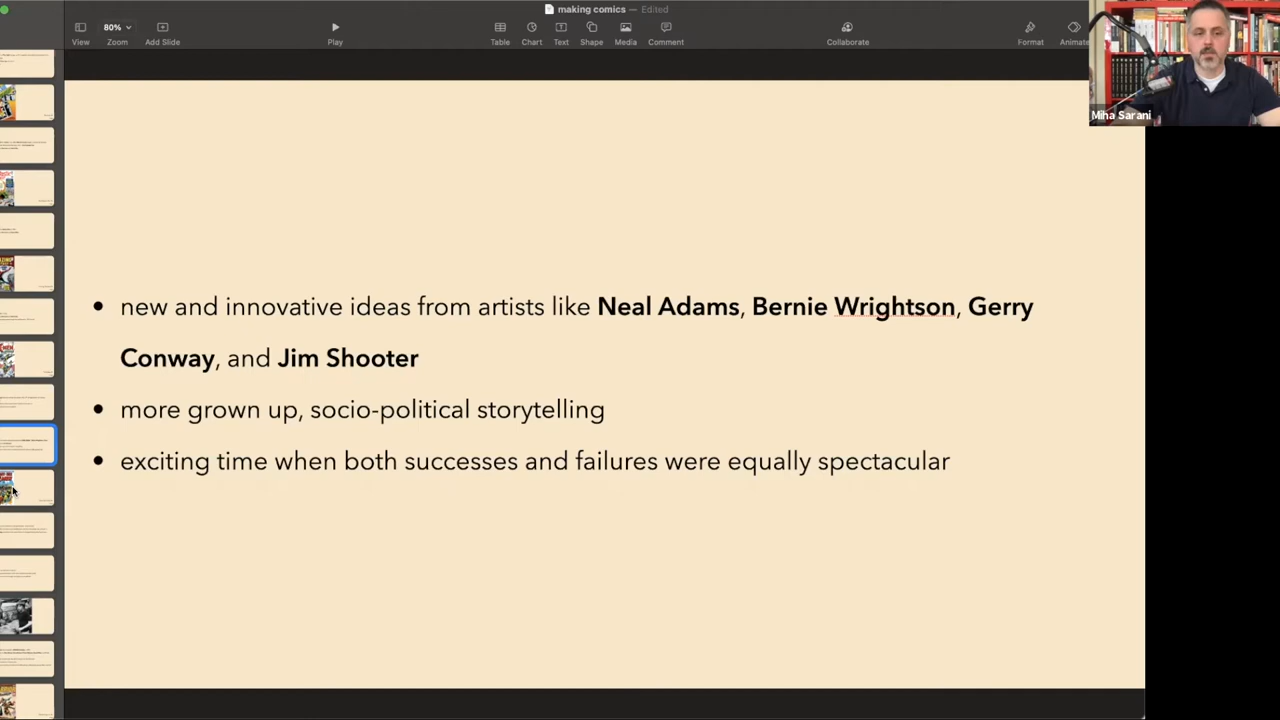 making comics — Edited
80%
View
Zoom
Add Slide
Play
Table
Chart
Text
Shape
Media
Comment
Collaborate
Format
Animate
Miha Sarani
• new and innovative ideas from artists like Neal Adams, Bernie Wrightson, Gerry
Conway, and Jim Shooter
• more grown up, socio-political storytelling
• exciting time when both successes and failures were equally spectacular